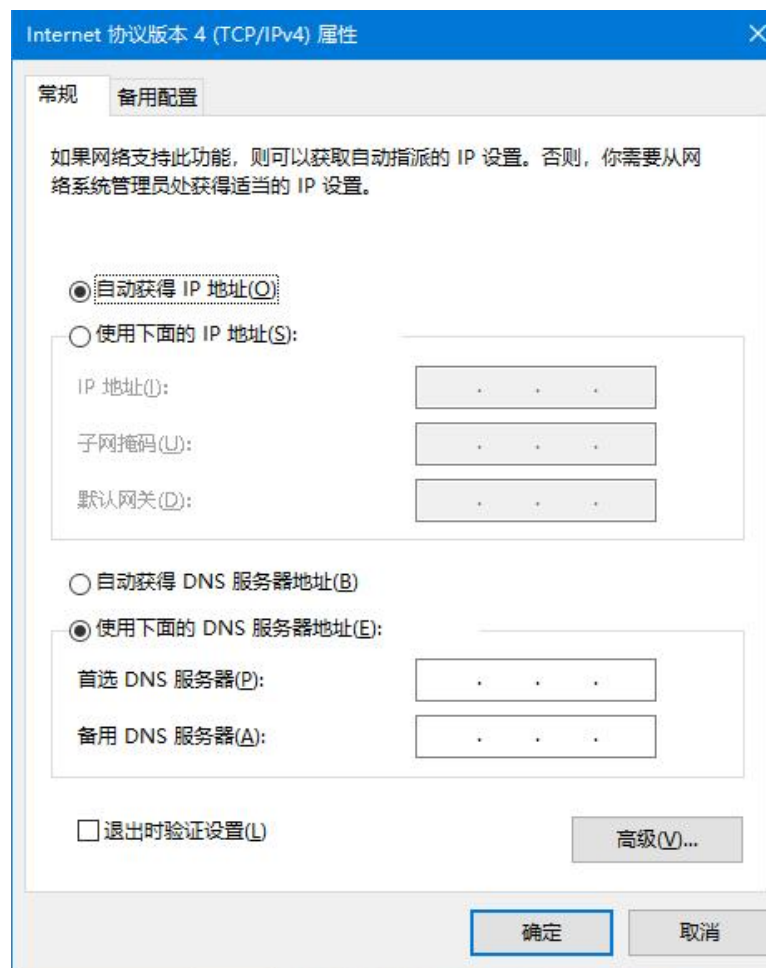 Internet 协议版本 4 (TCP/IPv4) 属性
常规
备用配置
如果网络支持此功能，则可以获取自动指派的 IP 设置。否则，你需要从网
络系统管理员处获得适当的 IP 设置。
自动获得 IP 地址(O)
使用下面的 IP 地址(S):
IP 地址(I):
子网掩码(U):
默认网关(D):
自动获得 DNS 服务器地址(B)
使用下面的 DNS 服务器地址(E):
首选 DNS 服务器(P):
备用 DNS 服务器(A):
退出时验证设置(L)
高级(V)...
确定
取消